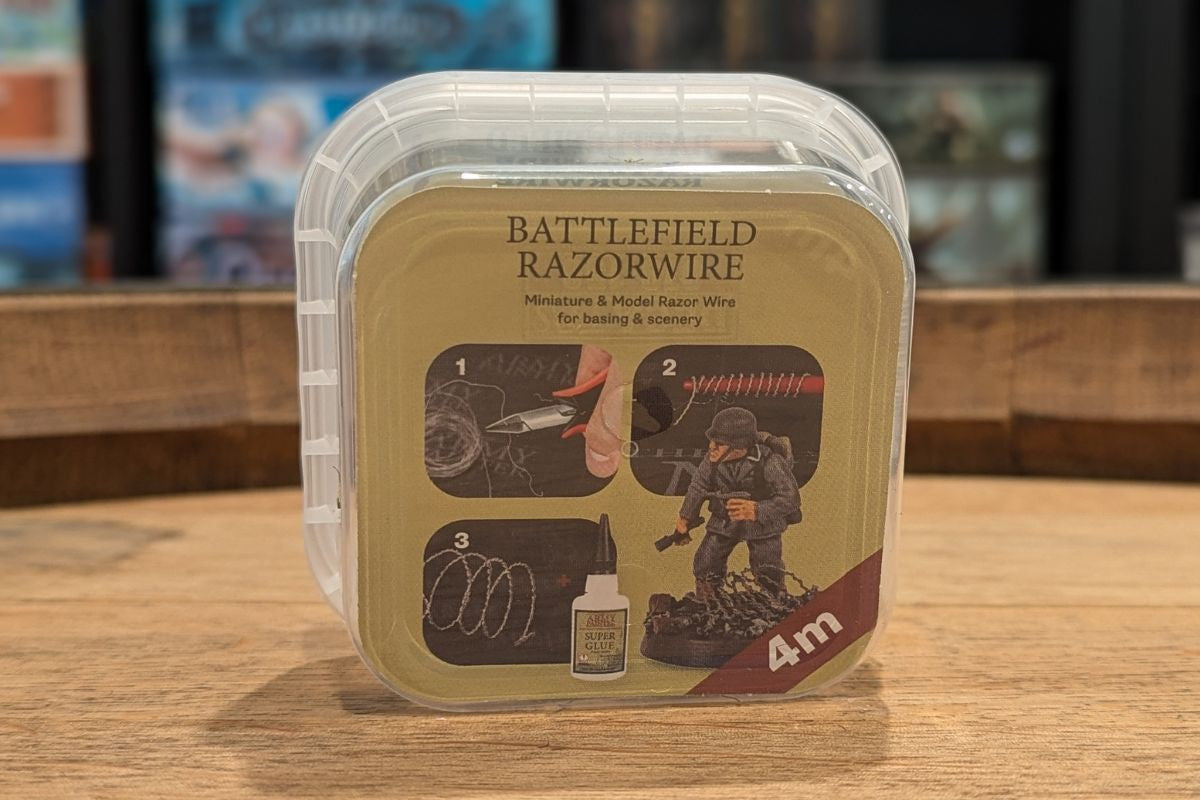 BATTLEFIELD
RAZORWIRE
Miniature & Model Razor Wire
for basing & scenery
1
2
3
ARMY
PAINTER
SUPER
GLUE
4m